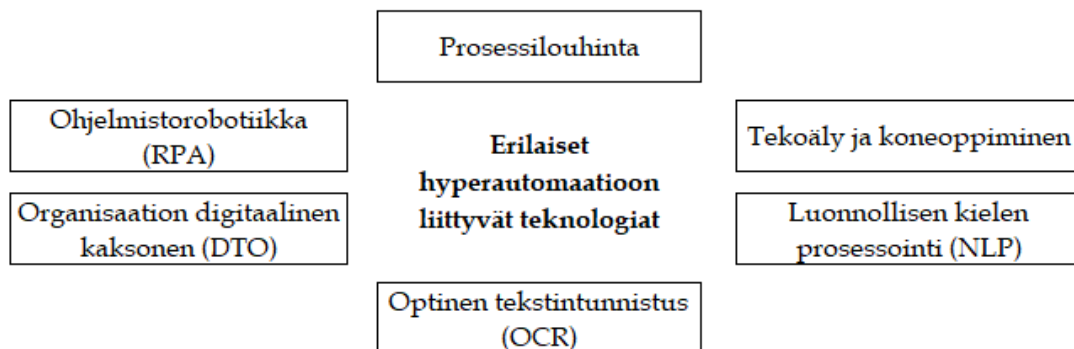 Prosessilouhinta
Ohjelmistorobotiikka
(RPA)
Erilaiset
hyperautomaatioon
liittyvät teknologiat
Tekoäly ja koneoppiminen
Organisaation digitaalinen
kaksonen (DTO)
Luonnollisen kielen
prosessointi (NLP)
Optinen tekstintunnistus
(OCR)